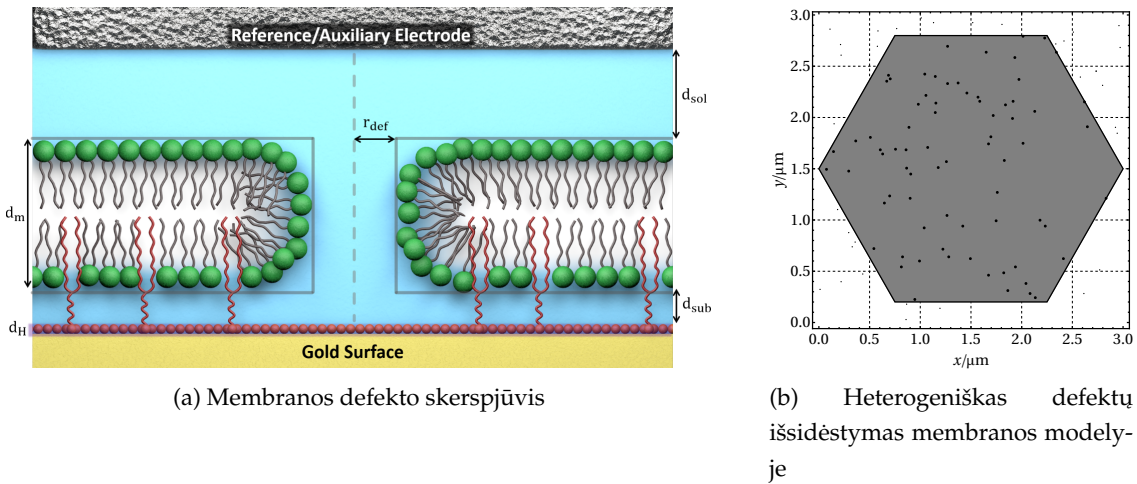 Reference/Auxiliary Electrode
d_sol
r_def
d_m
d_sub
d_H
Gold Surface
(a) Membranos defekto skerspjūvis
3.0
2.5
2.0
1.5
1.0
0.5
0.0
y/μm
0.0 0.5 1.0 1.5 2.0 2.5 3.0
x/μm
(b) Heterogeniškas defektų
išsidėstymas membranos modely-
je